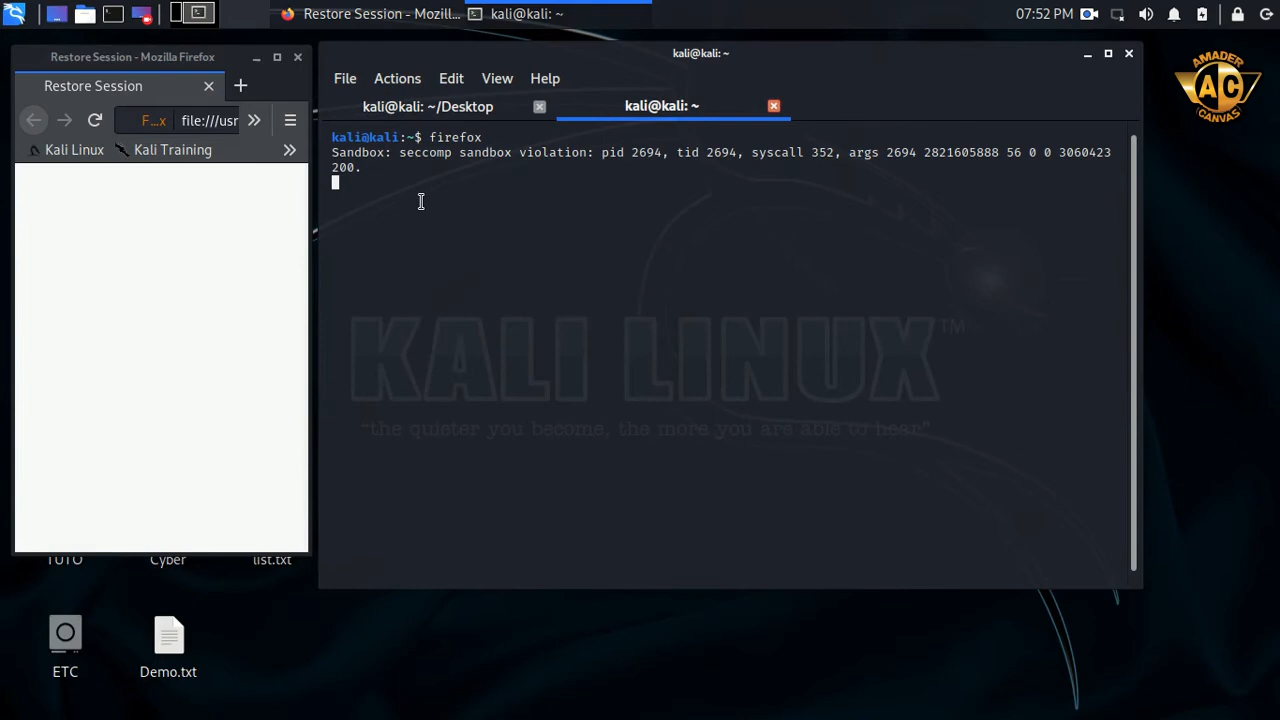 Restore Session - Mozill...
kali@kali: ~
07:52 PM
Restore Session - Mozilla Firefox
Restore Session
F...x
file:///usr
Kali Linux
Kali Training
kali@kali: ~
File Actions Edit View Help
kali@kali: ~/Desktop
kali@kali: ~
kali@kali:~$ firefox
Sandbox: seccomp sandbox violation: pid 2694, tid 2694, syscall 352, args 2694 2821605888 56 0 0 3060423
200.
KALI LINUX™
"the quieter you become, the more you are able to hear"
AMADER
AC
CANVAS
TUTO
Cyber
list.txt
ETC
Demo.txt